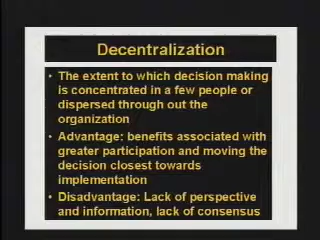 Decentralization
• The extent to which decision making
is concentrated in a few people or
dispersed through out the
organization
• Advantage: benefits associated with
greater participation and moving the
decision closest towards
implementation
• Disadvantage: Lack of perspective
and information, lack of consensus